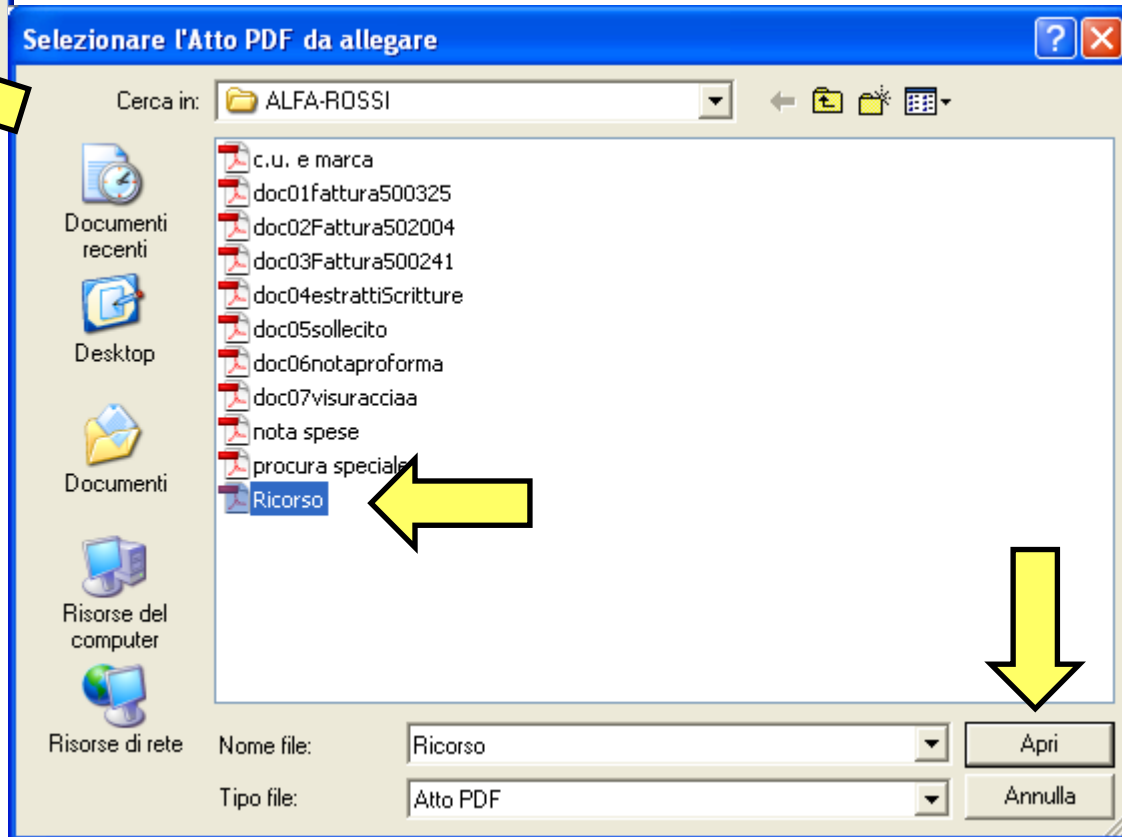 Selezionare l'Atto PDF da allegare
Cerca in:
ALFA-ROSSI
Documenti
recenti
Desktop
Documenti
Risorse del
computer
Risorse di rete
c.u. e marca
doc01fattura500325
doc02Fattura502004
doc03Fattura500241
doc04estrattiScritture
doc05sollecito
doc06notaproforma
doc07visuracciaa
nota spese
procura speciale
Ricorso
Nome file:
Ricorso
Apri
Tipo file:
Atto PDF
Annulla